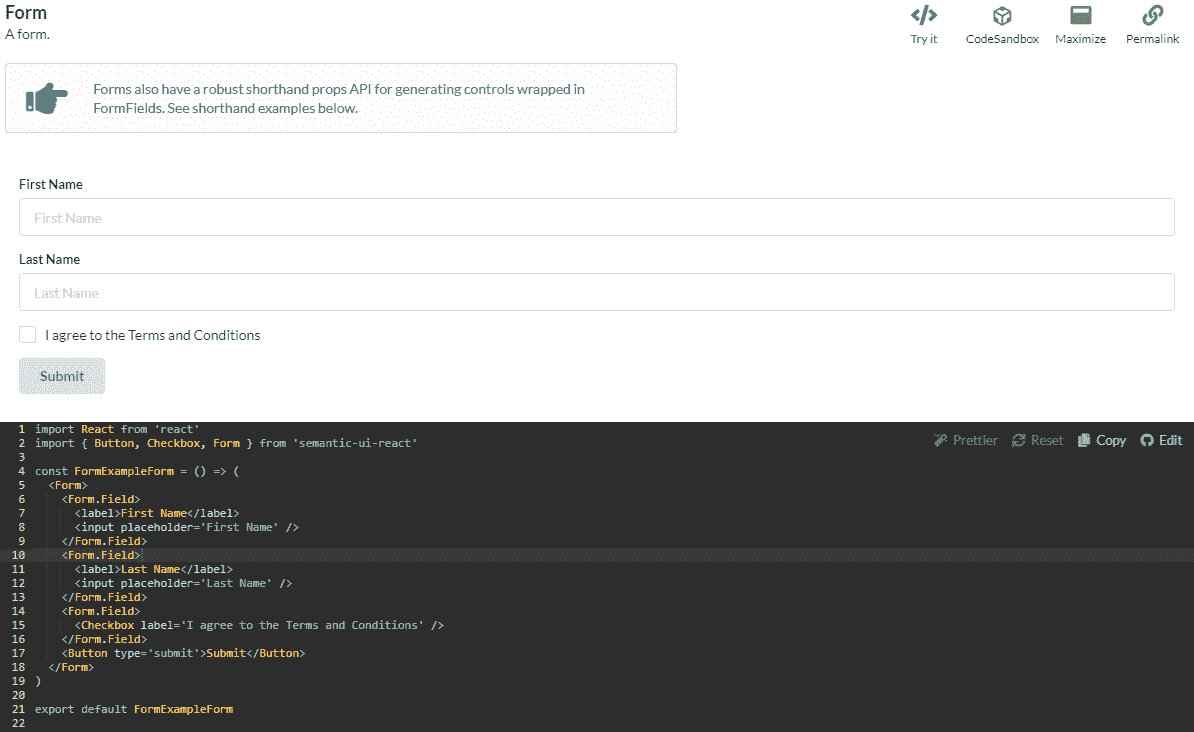 Form
A form.
Try it
CodeSandbox
Maximize
Permalink
Forms also have a robust shorthand props API for generating controls wrapped in
FormFields. See shorthand examples below.
First Name
First Name
Last Name
Last Name
I agree to the Terms and Conditions
Submit
Prettier
Reset
Copy
Edit
1 import React from 'react'
2 import { Button, Checkbox, Form } from 'semantic-ui-react'
3
4 const FormExampleForm = () => (
5   <Form>
6     <Form.Field>
7       <label>First Name</label>
8       <input placeholder='First Name' />
9     </Form.Field>
10     <Form.Field>
11       <label>Last Name</label>
12       <input placeholder='Last Name' />
13     </Form.Field>
14     <Form.Field>
15       <Checkbox label='I agree to the Terms and Conditions' />
16     </Form.Field>
17     <Button type='submit'>Submit</Button>
18   </Form>
19 )
20
21 export default FormExampleForm
22